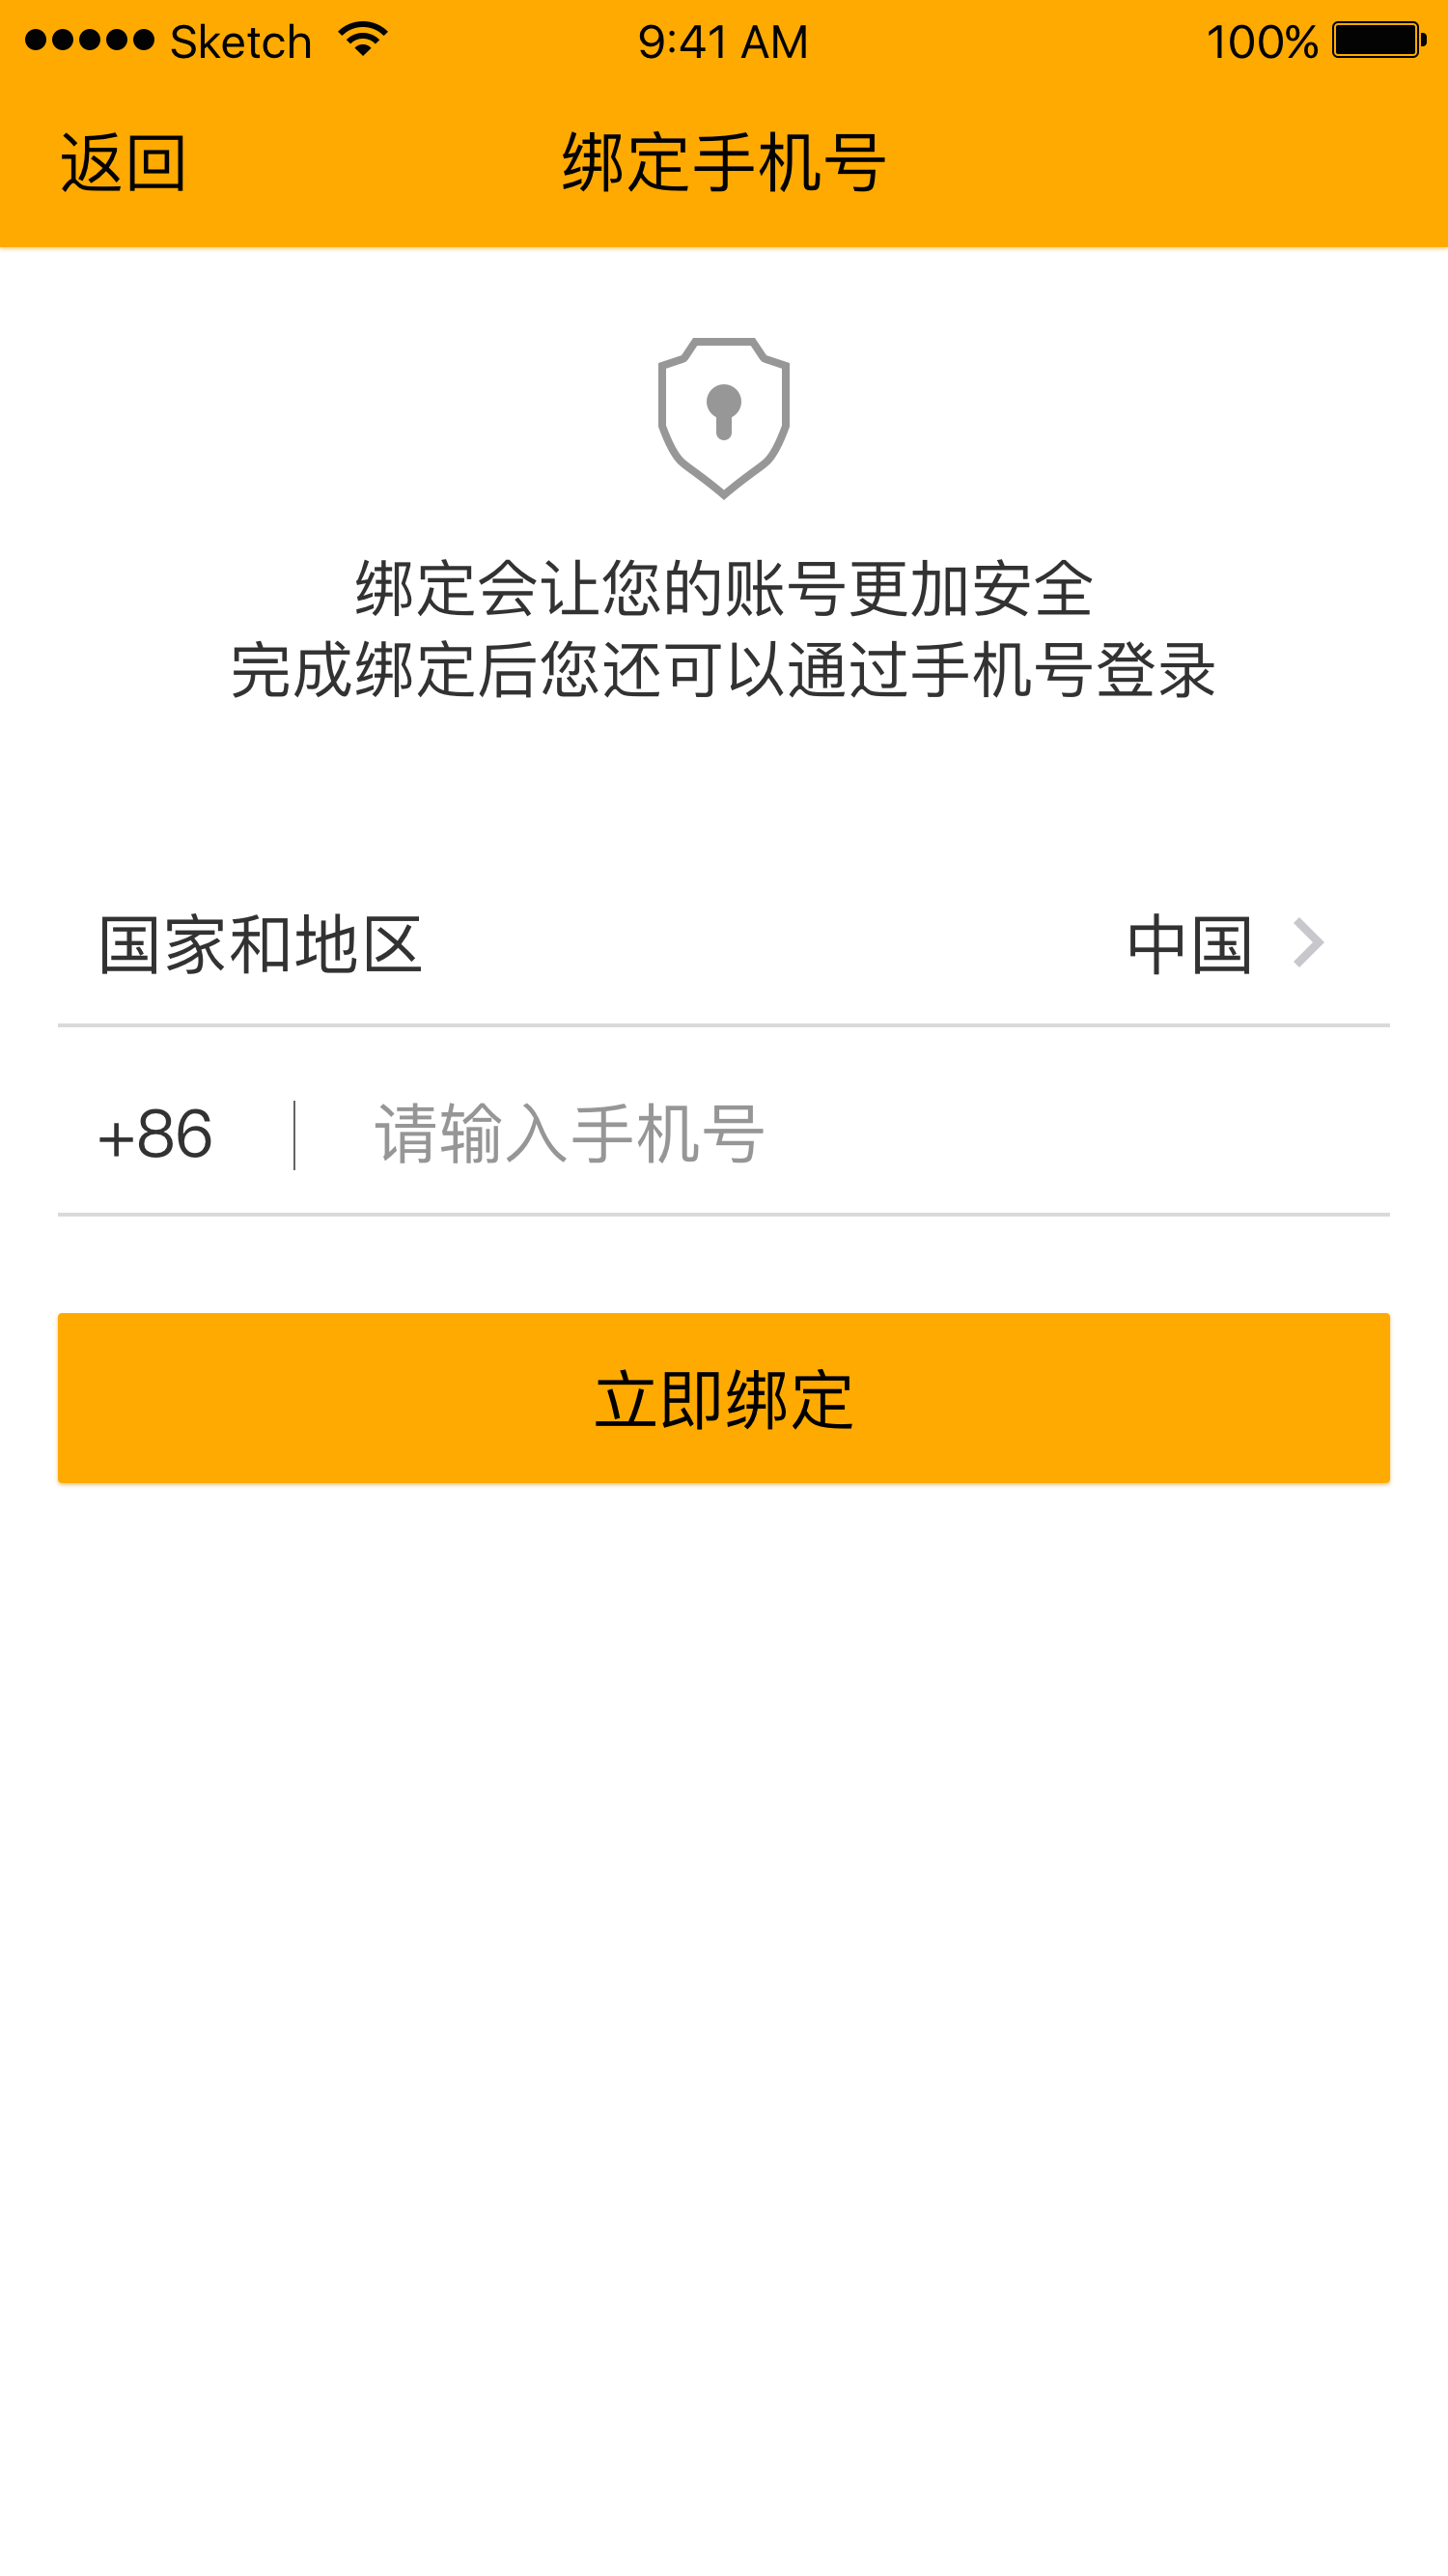 Sketch 9:41 AM 100%
返回 绑定手机号
绑定会让您的账号更加安全
完成绑定后您还可以通过手机号登录
国家和地区 中国
+86 请输入手机号
立即绑定